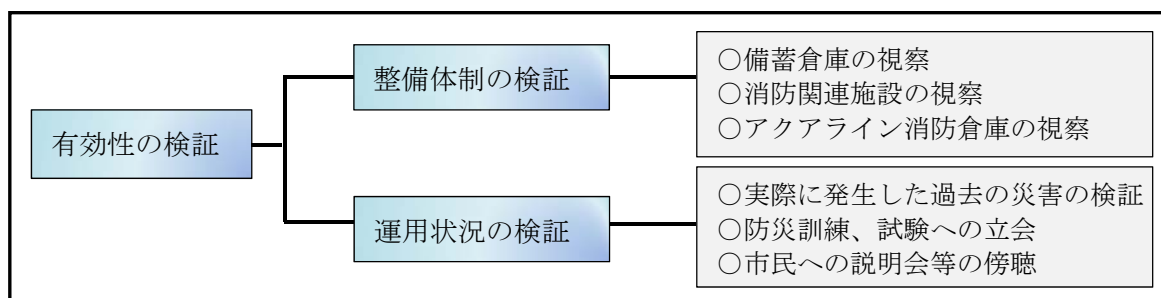 有効性の検証
整備体制の検証
○備蓄倉庫の視察
○消防関連施設の視察
○アクアライン消防倉庫の視察
運用状況の検証
○実際に発生した過去の災害の検証
○防災訓練、試験への立会
○市民への説明会等の傍聴